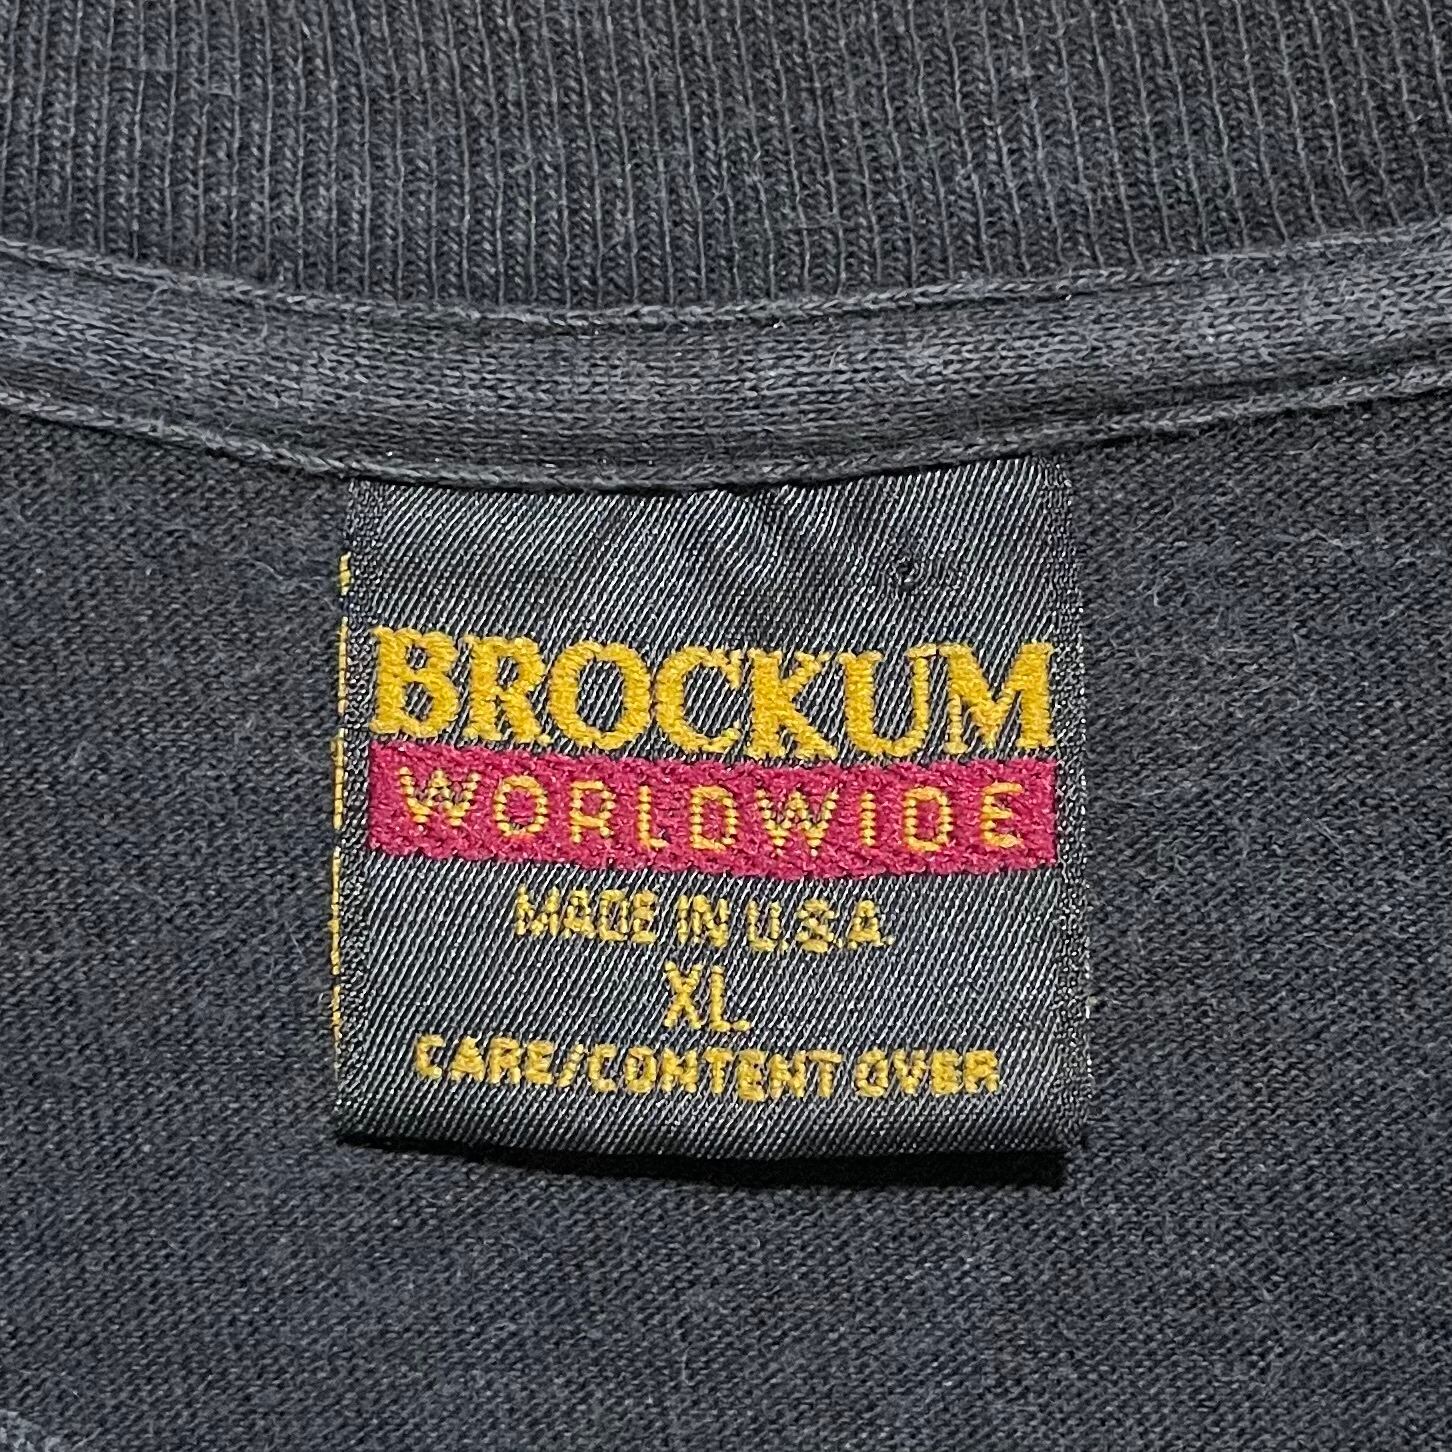 BROCKUM
WORLDWIDE
MADE IN U.S.A.
XL
CARE/CONTENT OVER